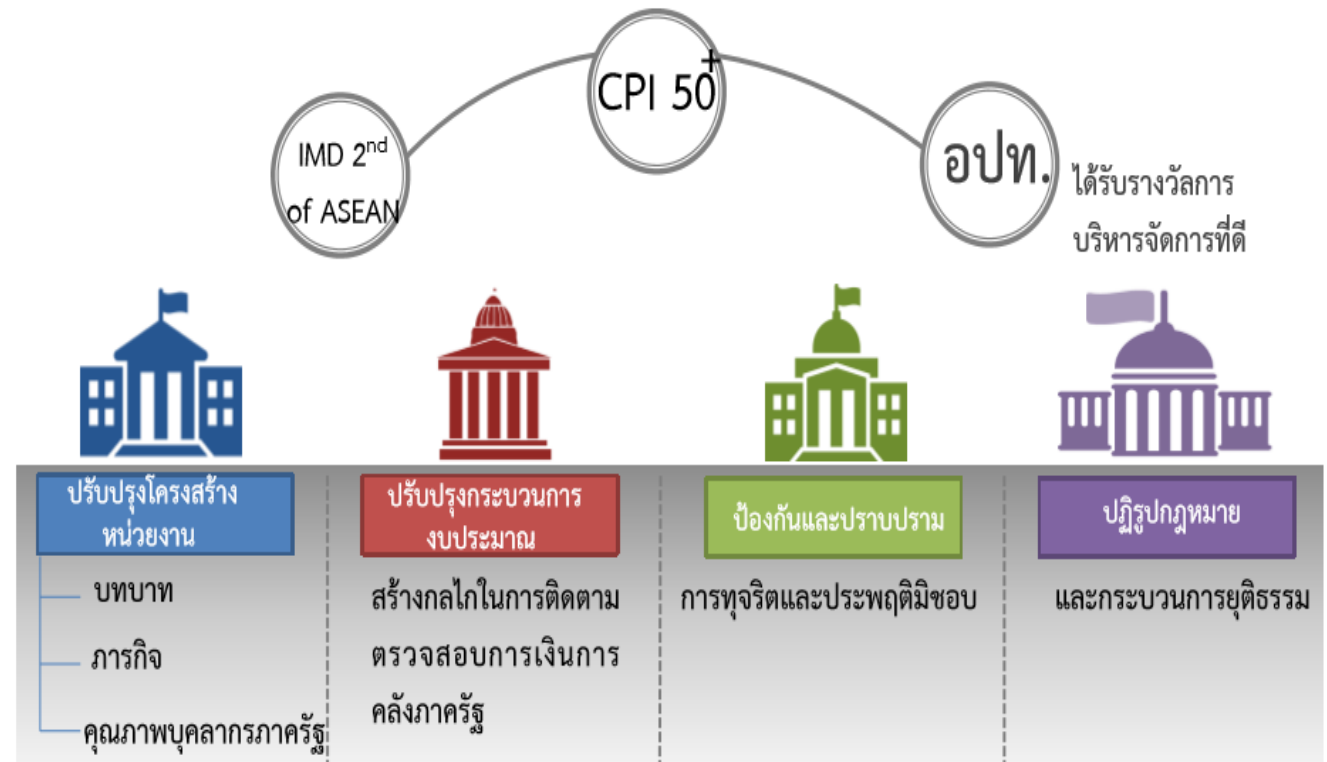 CPI 50+
IMD 2nd
of ASEAN
อปท.
ได้รับรางวัลการ
บริหารจัดการที่ดี
ปรับปรุงโครงสร้าง
หน่วยงาน
บทบาท
ภารกิจ
คุณภาพบุคลากรภาครัฐ
ปรับปรุงกระบวนการ
งบประมาณ
สร้างกลไกในการติดตาม
ตรวจสอบการเงินการ
คลังภาครัฐ
ป้องกันและปราบปราม
การทุจริตและประพฤติมิชอบ
ปฏิรูปกฎหมาย
และกระบวนการยุติธรรม